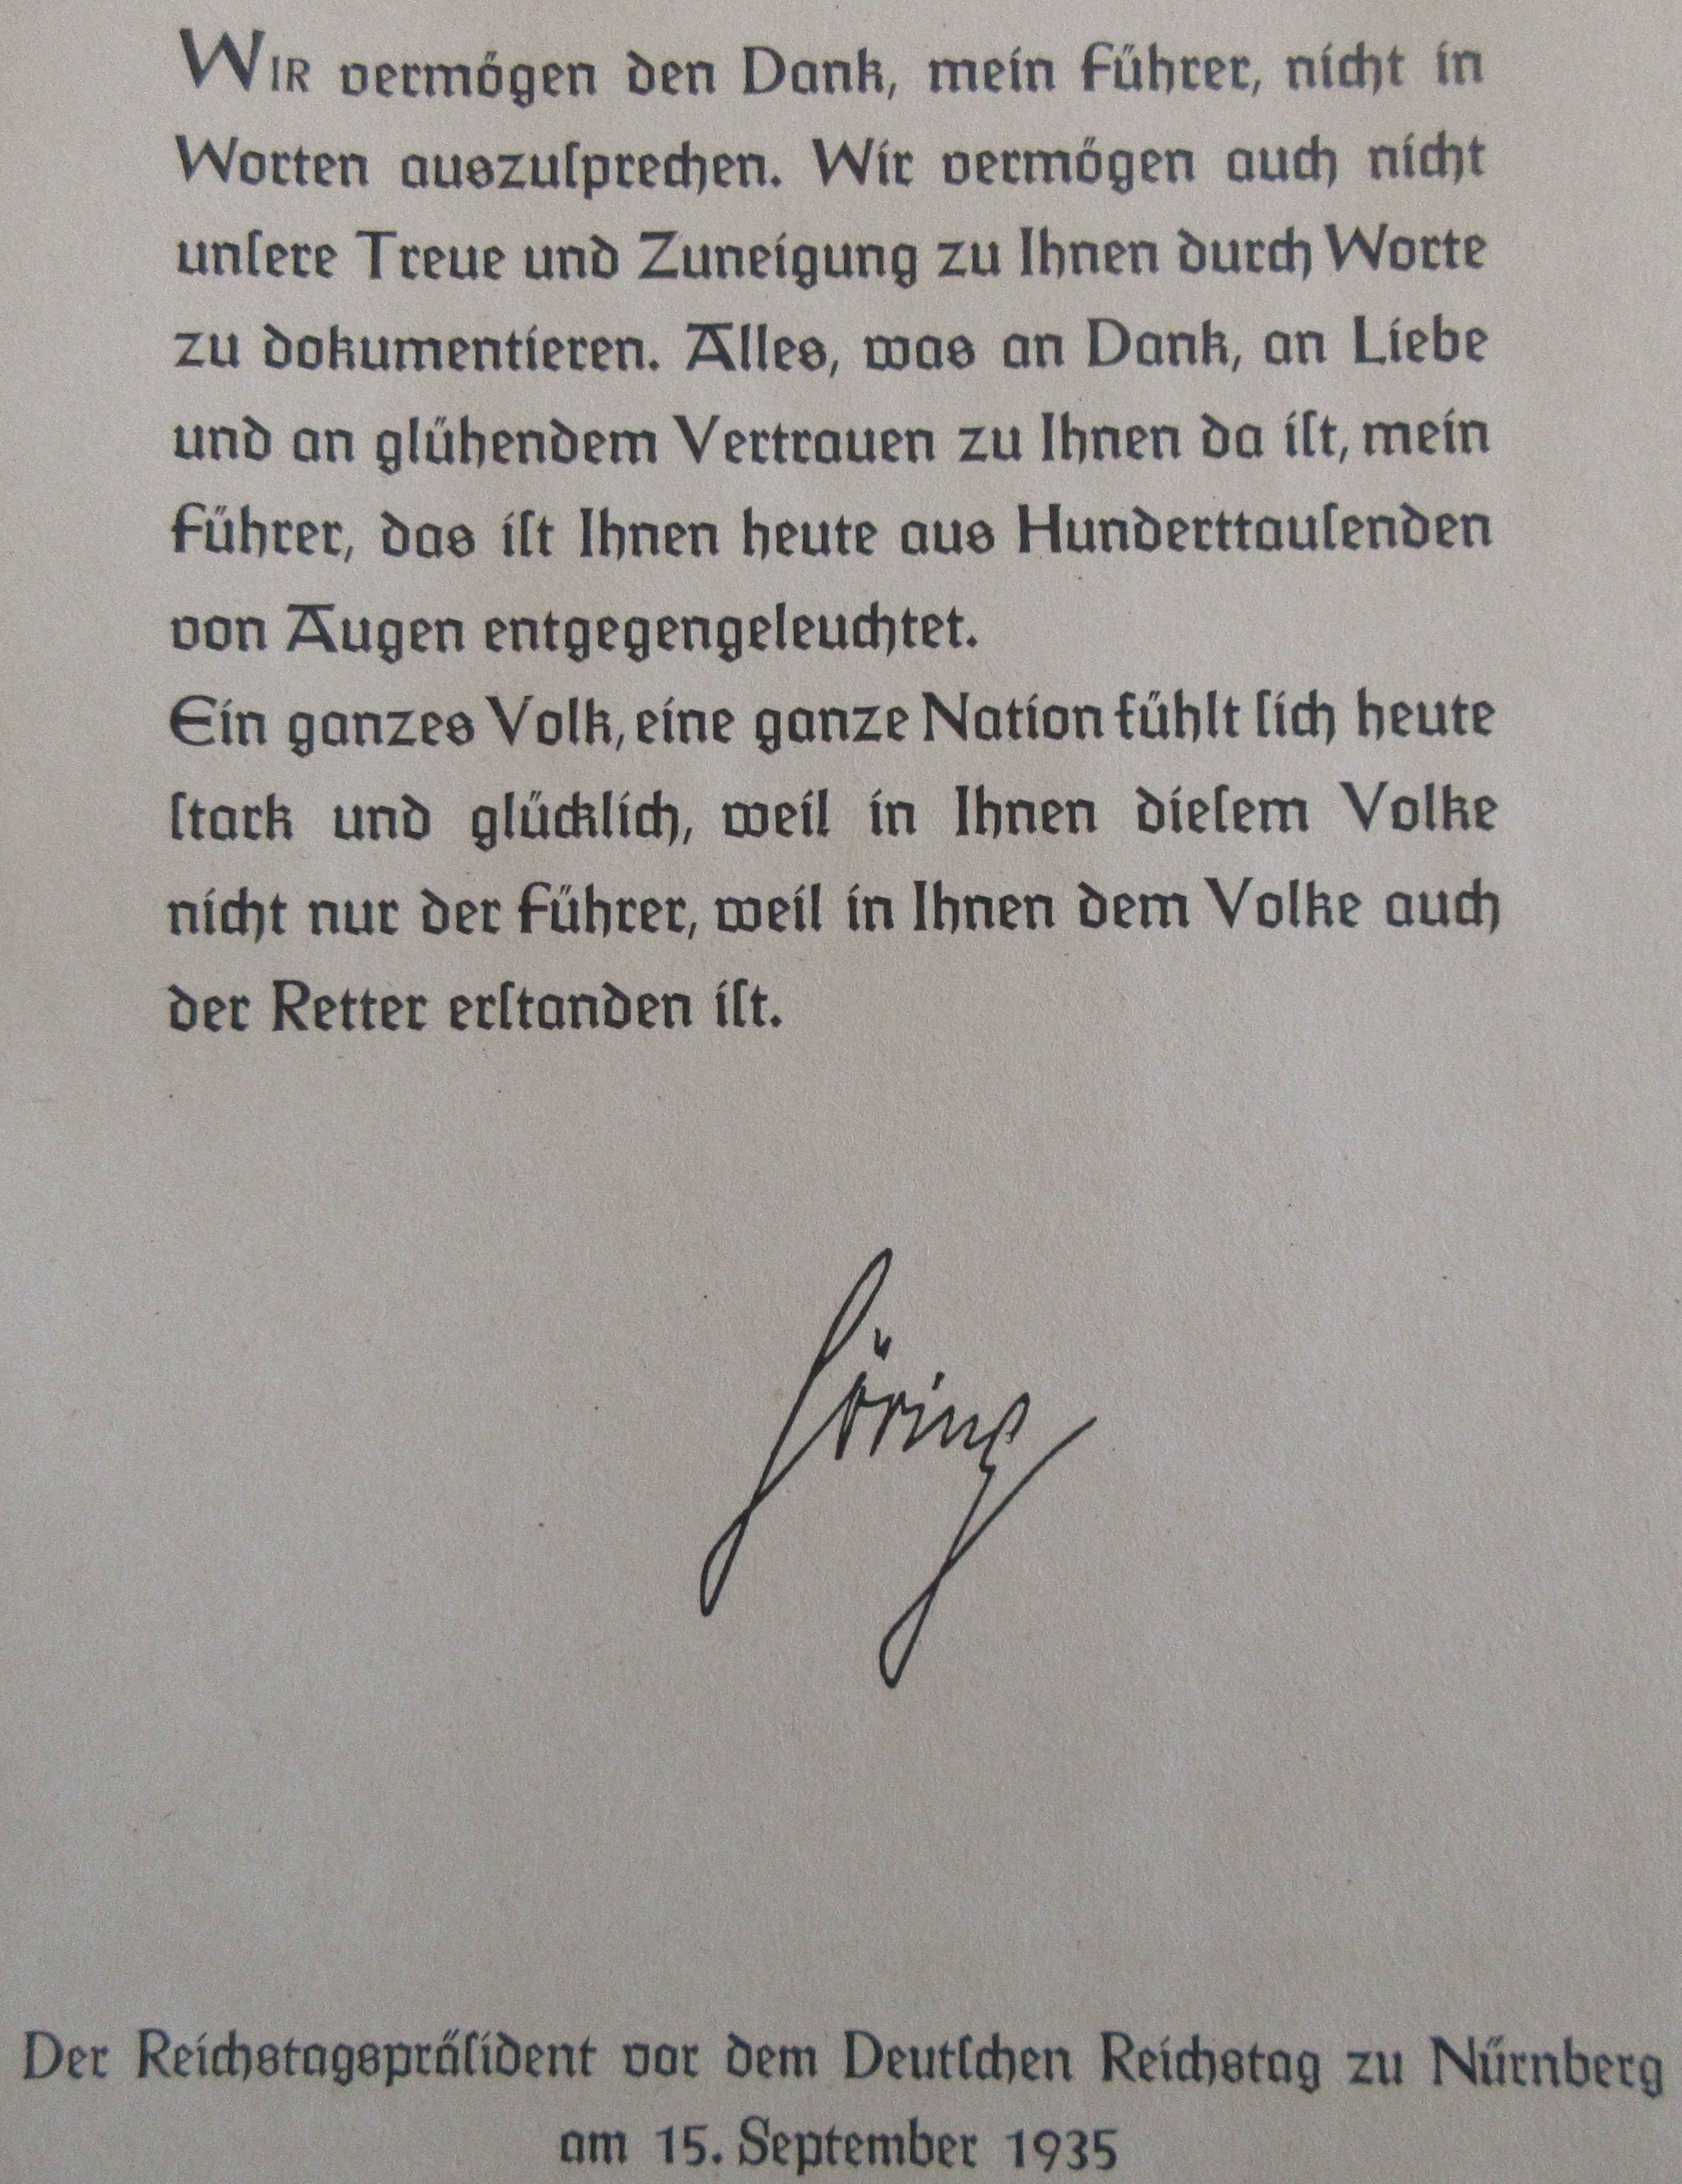 WIR vermögen den Dank, mein Führer, nicht in
Worten auszuſprechen. Wir vermögen auch nicht
unſere Treue und Zuneigung zu Ihnen durch Worte
zu dokumentieren. Alles, was an Dank, an Liebe
und an glühendem Vertrauen zu Ihnen da iſt, mein
Führer, das iſt Ihnen heute aus Hunderttauſenden
von Augen entgegengeleuchtet.
Ein ganzes Volk, eine ganze Nation fühlt ſich heute
ſtark und glücklich, weil in Ihnen dieſem Volke
nicht nur der Führer, weil in Ihnen dem Volke auch
der Retter erſtanden iſt.
Göring
Der Reichstagspräſident vor dem Deutſchen Reichstag zu Nürnberg
am 15. September 1935